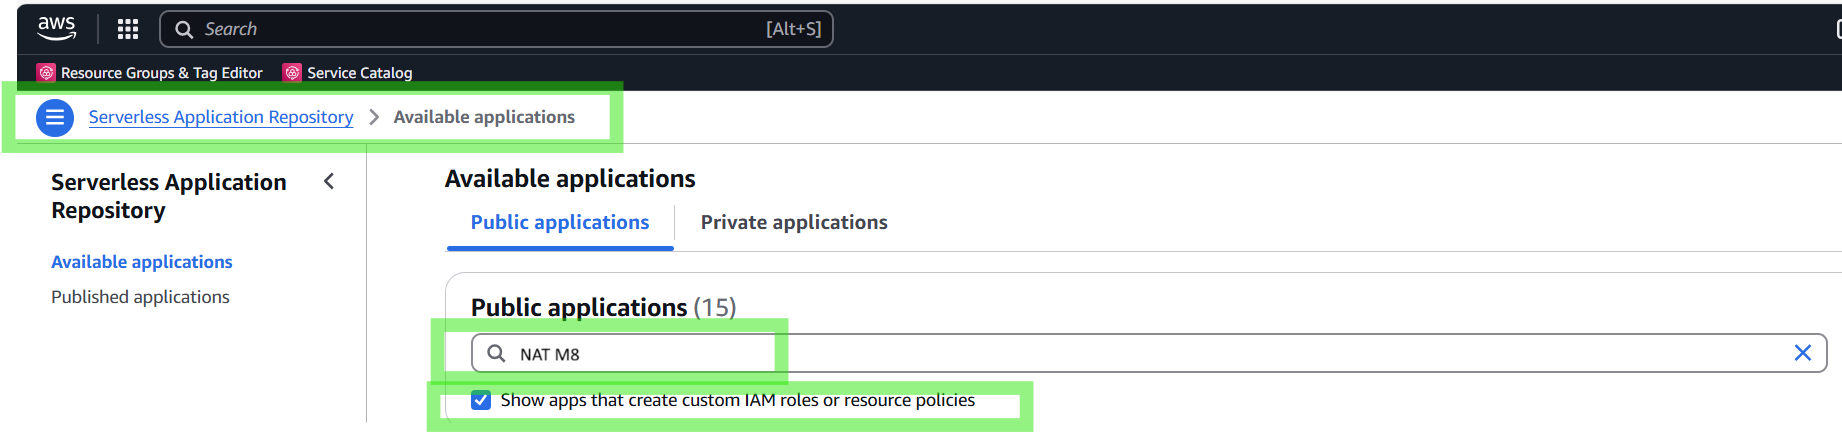 aws
Search [Alt+S]
Resource Groups & Tag Editor Service Catalog
Serverless Application Repository > Available applications
Serverless Application
Repository
Available applications
Published applications
Available applications
Public applications Private applications
Public applications (15)
NAT M8
Show apps that create custom IAM roles or resource policies